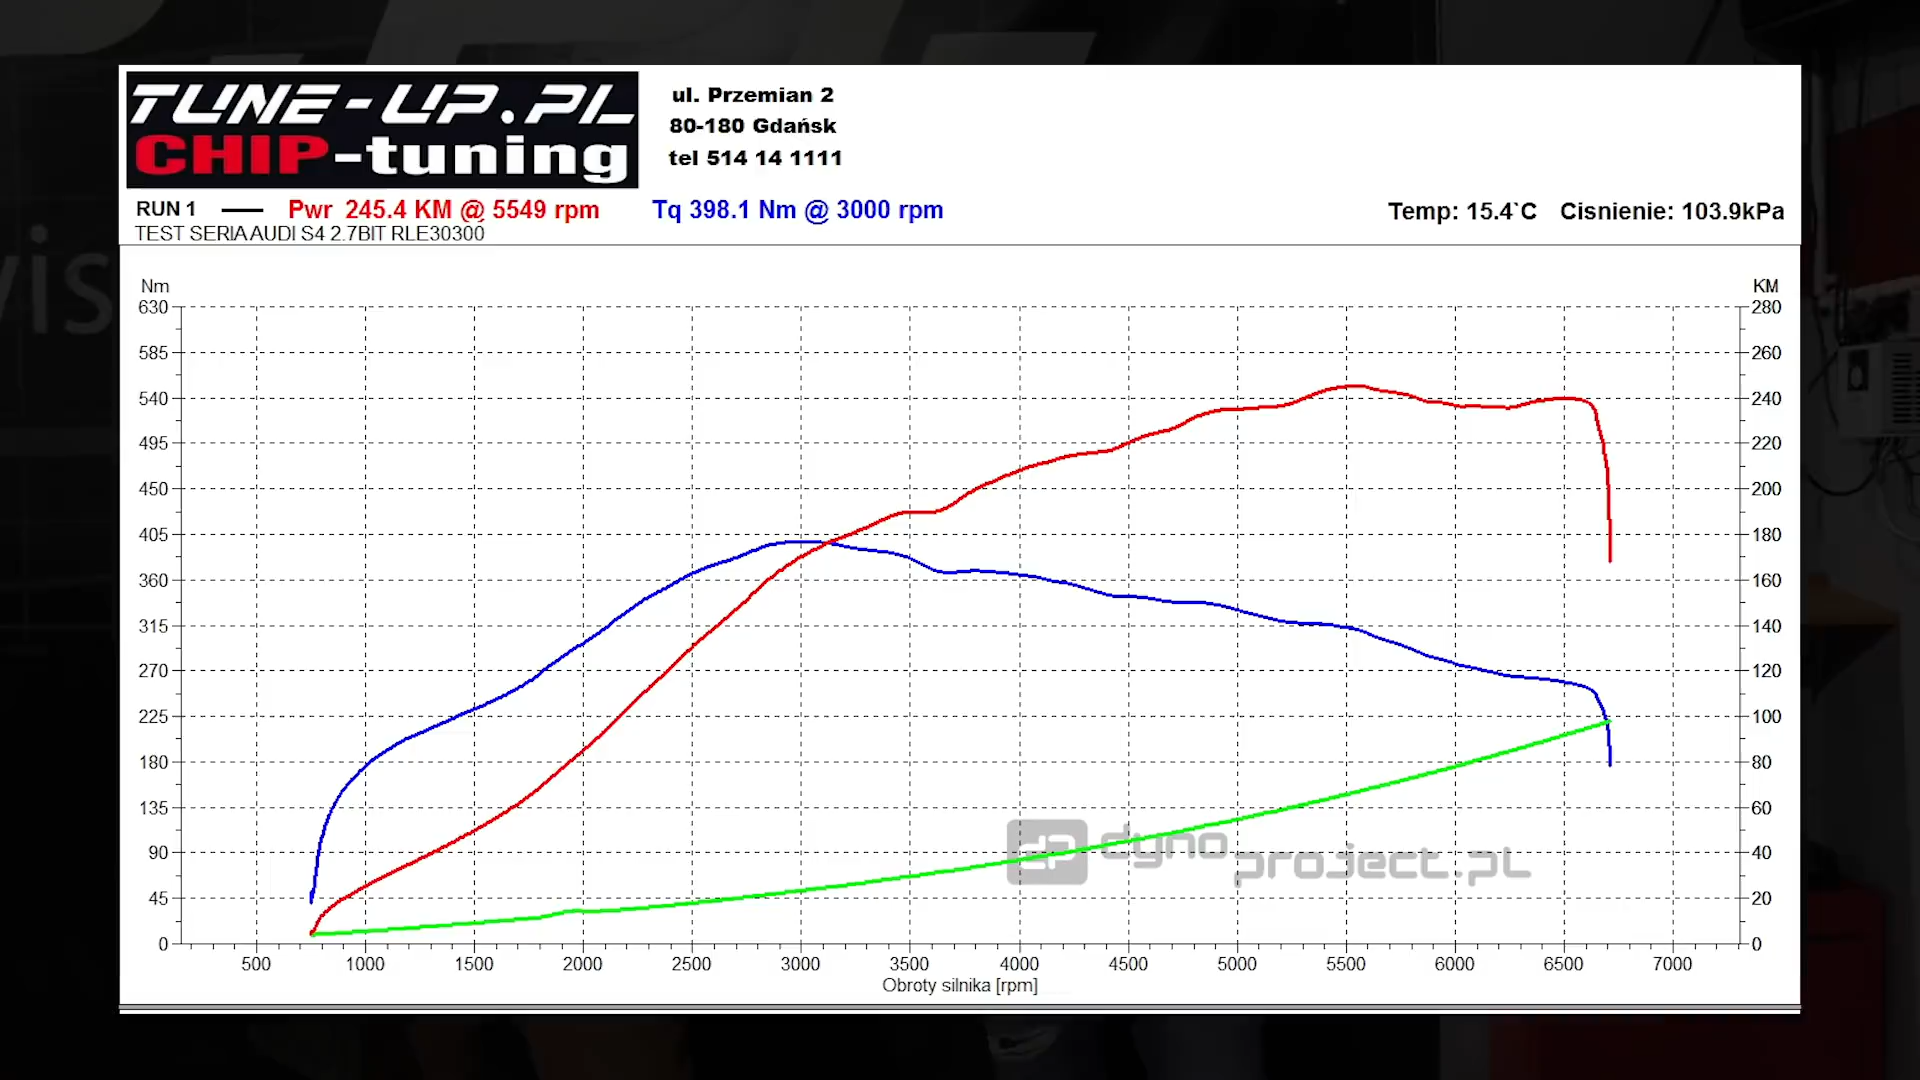 TUNE-UP.PL
CHIP-tuning
ul. Przemian 2
80-180 Gdańsk
tel 514 14 1111
RUN 1 Pwr 245.4 KM @ 5549 rpm Tq 398.1 Nm @ 3000 rpm Temp: 15.4`C Cisnienie: 103.9kPa
TEST SERIA AUDI S4 2.7BIT RLE30300
vis
Nm KM
630 280
585 260
540 240
495 220
450 200
405 180
360 160
315 140
270 120
225 100
180 80
135 60
90 40
45 20
0 0
dyno
project.pl
500 1000 1500 2000 2500 3000 3500 4000 4500 5000 5500 6000 6500 7000
Obroty silnika [rpm]